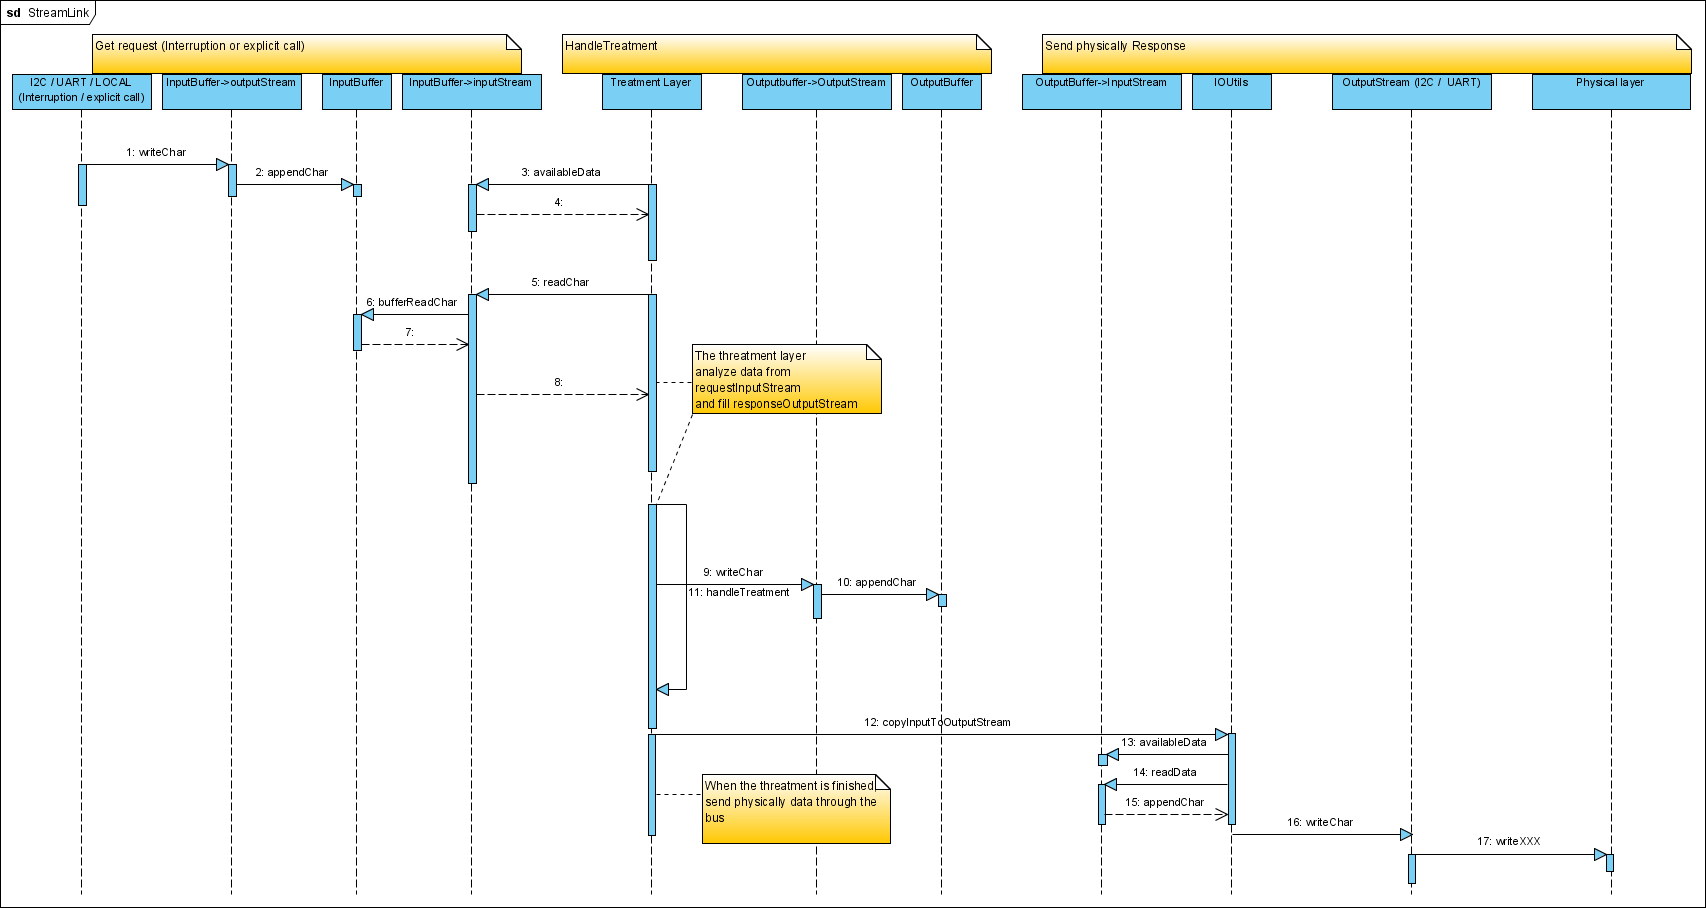 sd StreamLink
Get request (Interruption or explicit call)
HandleTreatment
Send physically Response
I2C / UART / LOCAL
(Interruption / explicit call)
InputBuffer->outputStream
InputBuffer
InputBuffer->inputStream
Treatment Layer
Outputbuffer->OutputStream
OutputBuffer
OutputBuffer->InputStream
IOUtils
OutputStream (I2C / UART)
Physical layer
1: writeChar
2: appendChar
3: availableData
4:
5: readChar
6: bufferReadChar
7:
8:
The threatment layer
analyze data from
requestInputStream
and fill responseOutputStream
9: writeChar
10: appendChar
11: handleTreatment
12: copyInputToOutputStream
13: availableData
14: readData
15: appendChar
When the threatment is finished,
send physically data through the
bus
16: writeChar
17: writeXXX